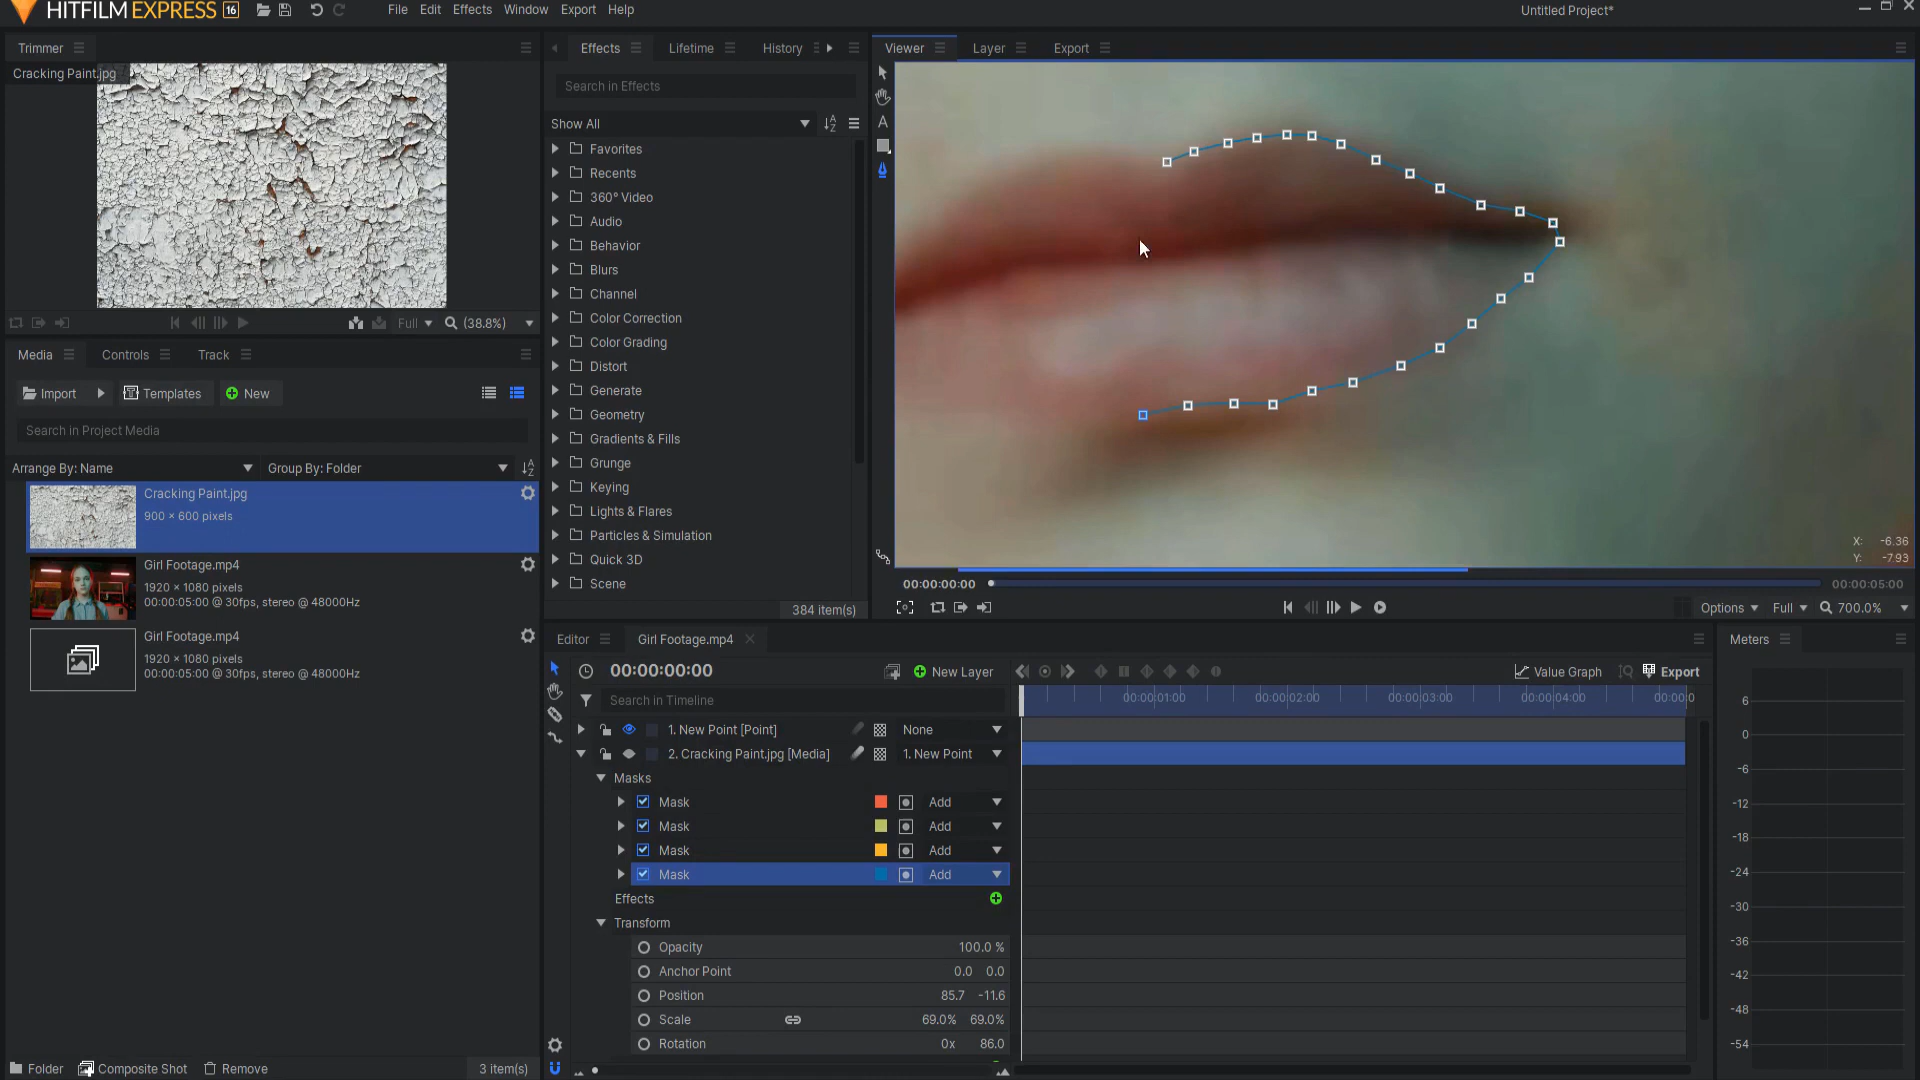 HITFILM EXPRESS 16
File Edit Effects Window Export Help
Untitled Project*
Trimmer
Cracking Paint.jpg
Full (38.8%)
Media Controls Track
Import Templates New
Search in Project Media
Arrange By: Name Group By: Folder
Cracking Paint.jpg
900 × 600 pixels
Girl Footage.mp4
1920 × 1080 pixels
00:00:05:00 @ 30fps, stereo @ 48000Hz
Girl Footage.mp4
1920 × 1080 pixels
00:00:05:00 @ 30fps, stereo @ 48000Hz
Folder Composite Shot Remove 3 item(s)
Effects Lifetime History
Search in Effects
Show All
Favorites
Recents
360° Video
Audio
Behavior
Blurs
Channel
Color Correction
Color Grading
Distort
Generate
Geometry
Gradients & Fills
Grunge
Keying
Lights & Flares
Particles & Simulation
Quick 3D
Scene
384 item(s)
Viewer Layer Export
X: -6.36
Y: -7.93
00:00:00:00 00:00:05:00
Options Full 700.0%
Editor Girl Footage.mp4
00:00:00:00 New Layer Value Graph Export
Search in Timeline
00:00:01:00 00:00:02:00 00:00:03:00 00:00:04:00 00:00:0
1. New Point [Point] None
2. Cracking Paint.jpg [Media] 1. New Point
Masks
Mask Add
Mask Add
Mask Add
Mask Add
Effects
Transform
Opacity 100.0 %
Anchor Point 0.0 0.0
Position 85.7 -11.6
Scale 69.0% 69.0%
Rotation 0x 86.0
Meters
6
0
-6
-12
-18
-24
-30
-36
-42
-48
-54